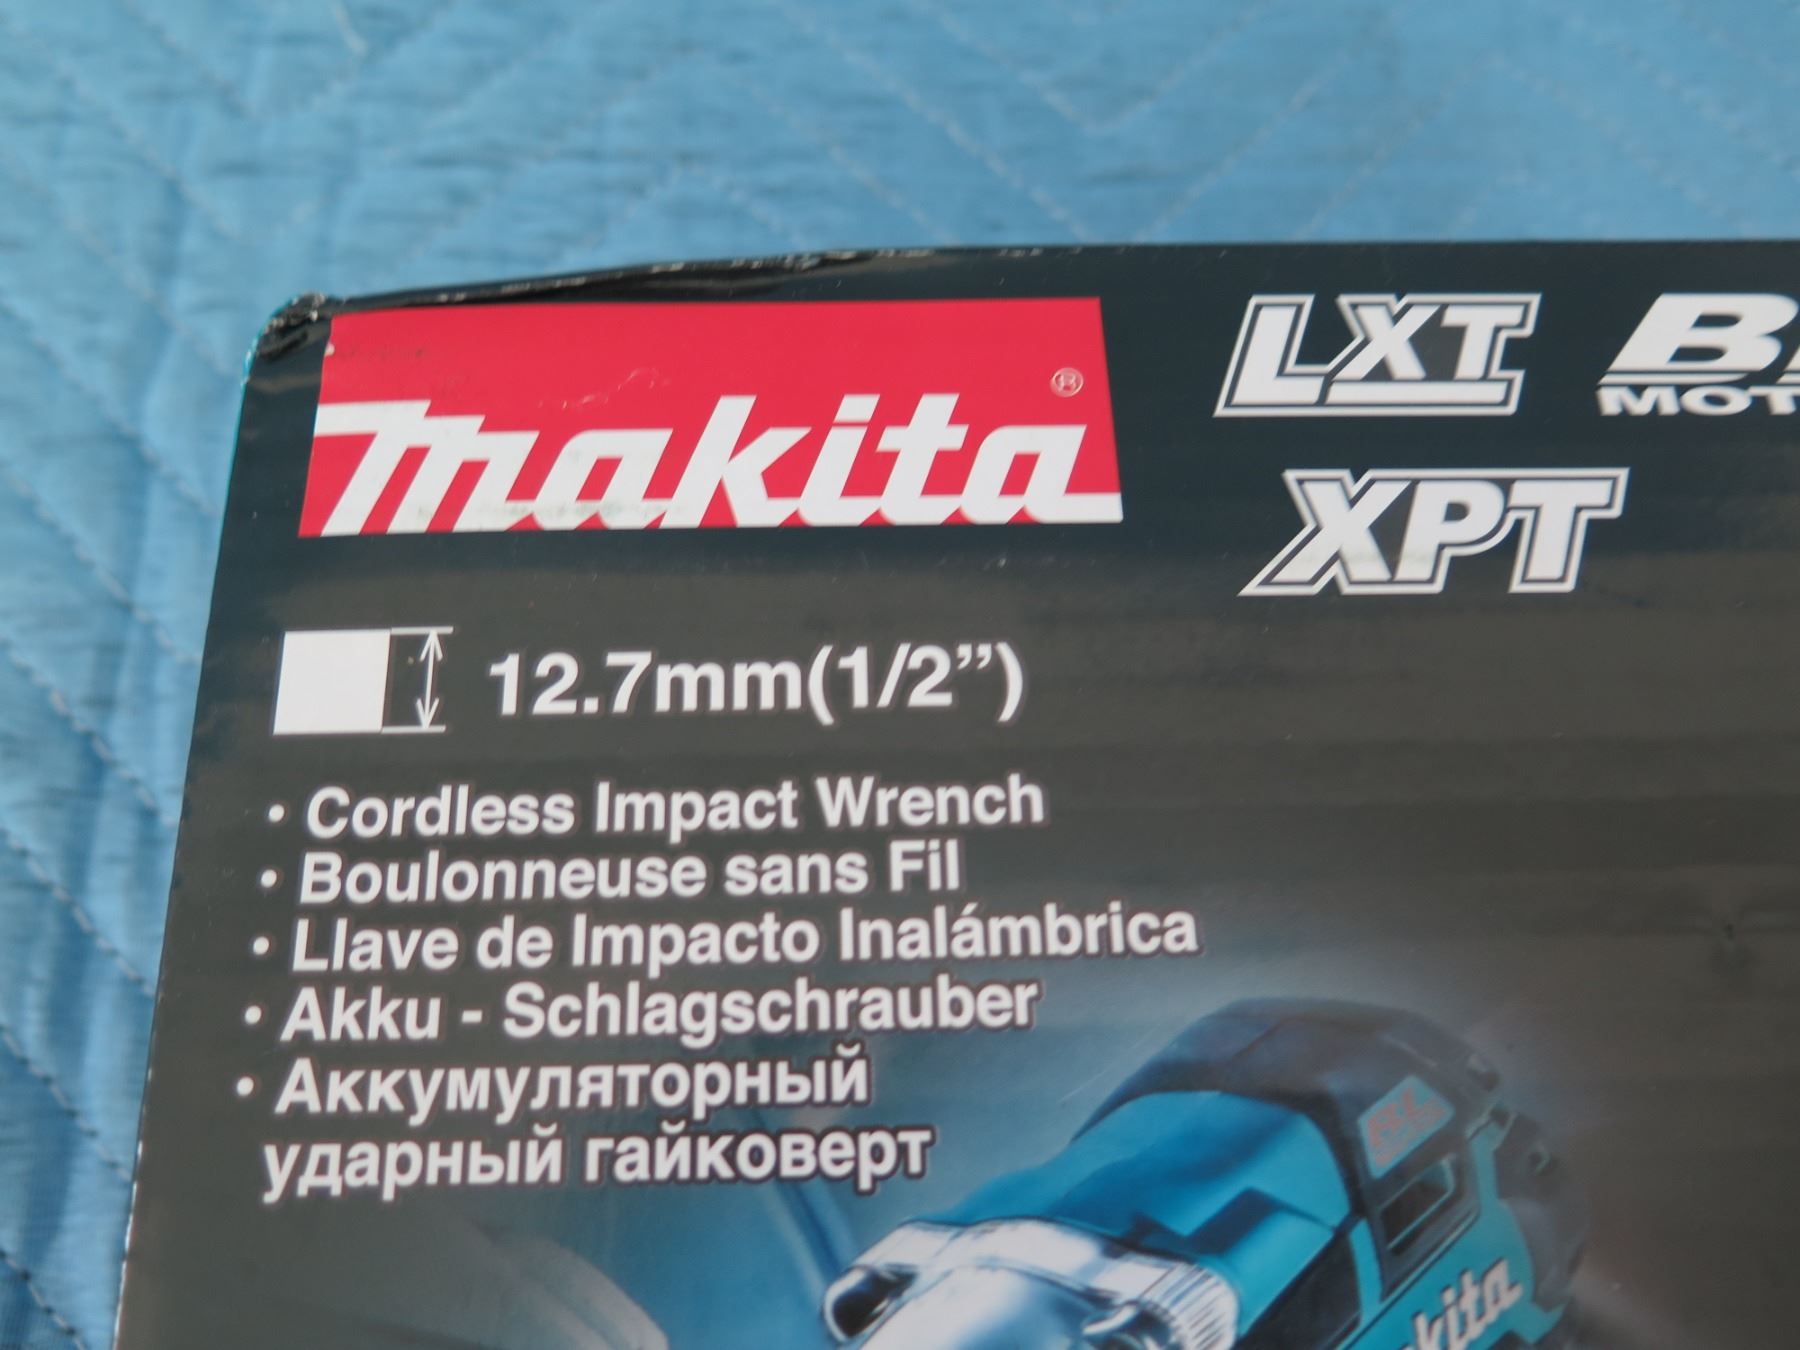 makita®
LXT
XPT
12.7mm(1/2”)
• Cordless Impact Wrench
• Boulonneuse sans Fil
• Llave de Impacto Inalámbrica
• Akku - Schlagschrauber
• Аккумуляторный
ударный гайковерт
BL